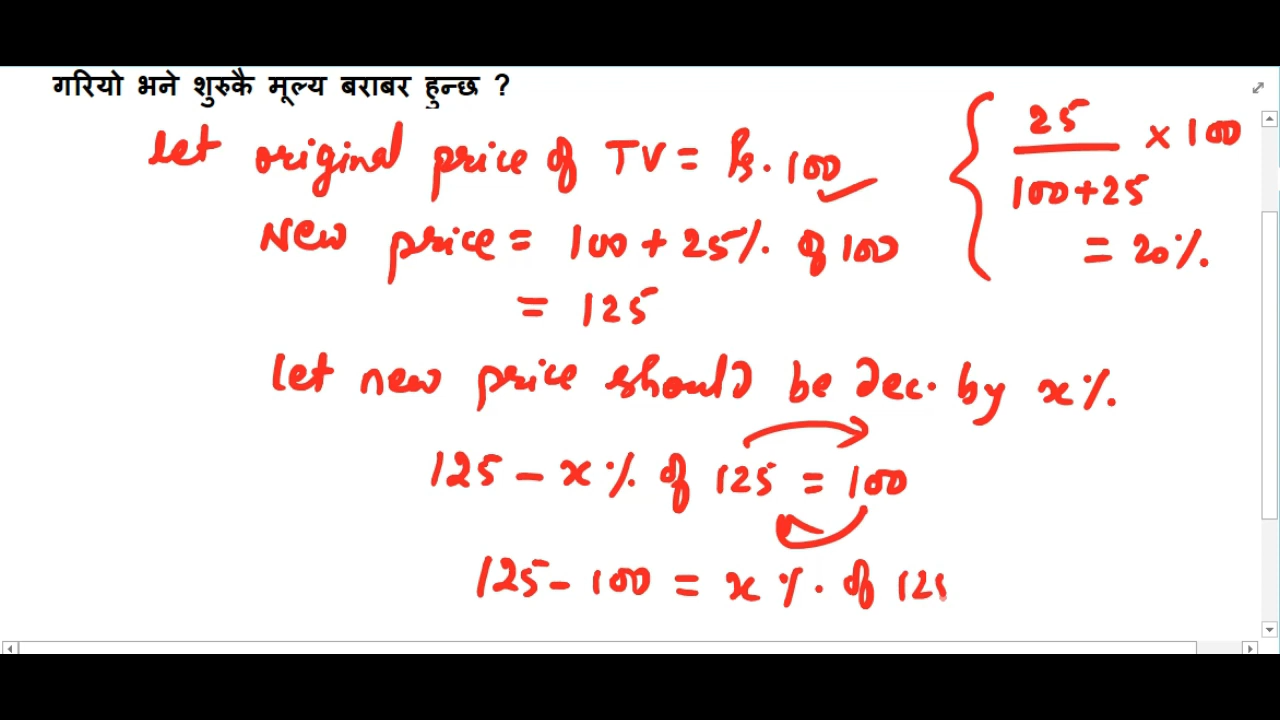 गरियो भने शुरुकै मूल्य बराबर हुन्छ ?
Let original price of TV = Rs. 100
New price = 100 + 25% of 100
= 125
Let new price should be dec. by x%.
125 - x% of 125 = 100
125 - 100 = x% of 125
25
100+25
× 100
= 20%